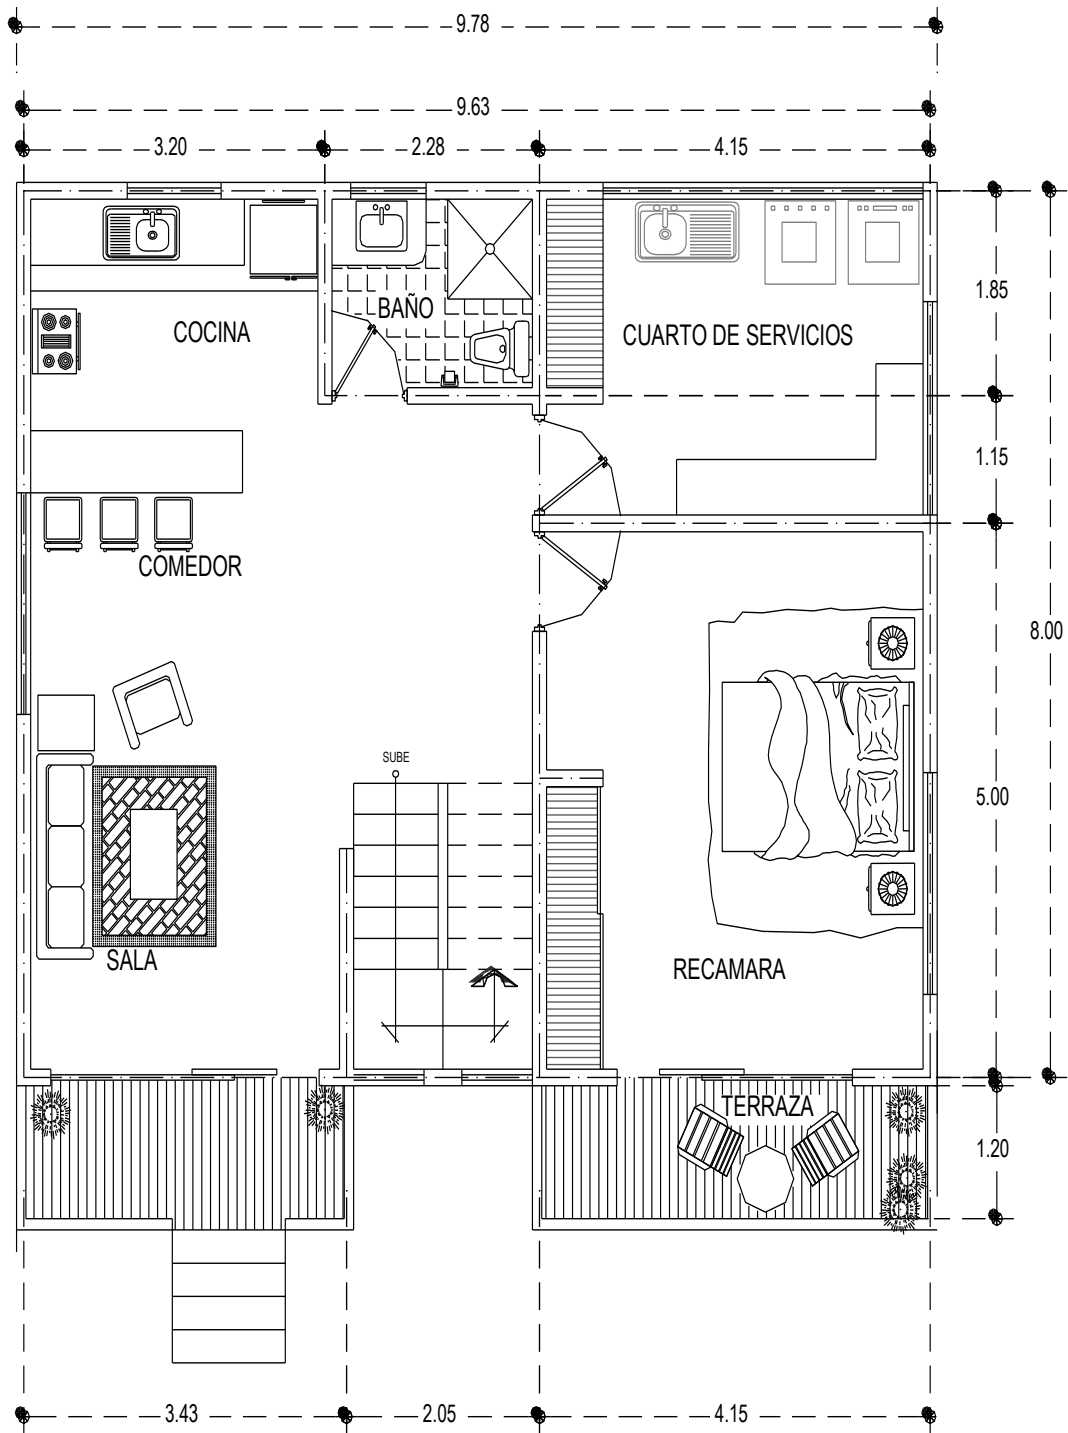 9.78
9.63
3.20
2.28
4.15
1.85
BAÑO
COCINA
CUARTO DE SERVICIOS
1.15
COMEDOR
8.00
SUBE
5.00
SALA
RECAMARA
TERRAZA
1.20
3.43
2.05
4.15